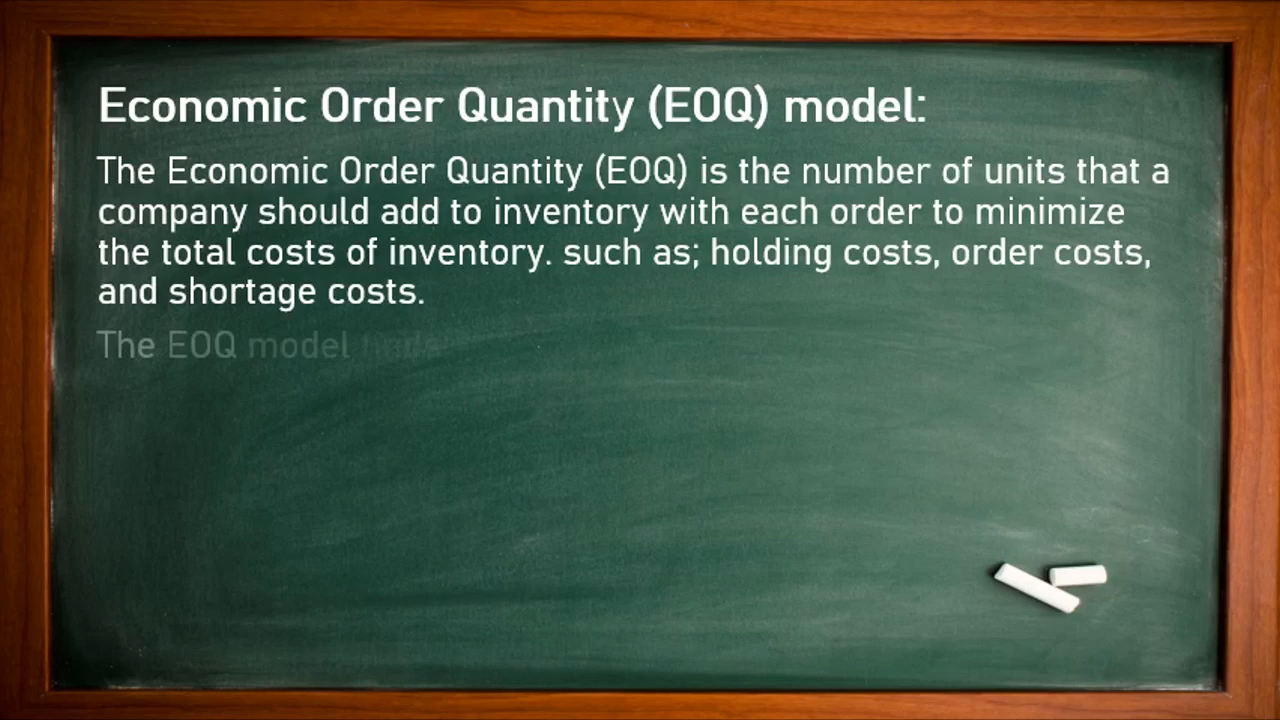 Economic Order Quantity (EOQ) model:
The Economic Order Quantity (EOQ) is the number of units that a
company should add to inventory with each order to minimize
the total costs of inventory. such as; holding costs, order costs,
and shortage costs.
The EOQ model finds